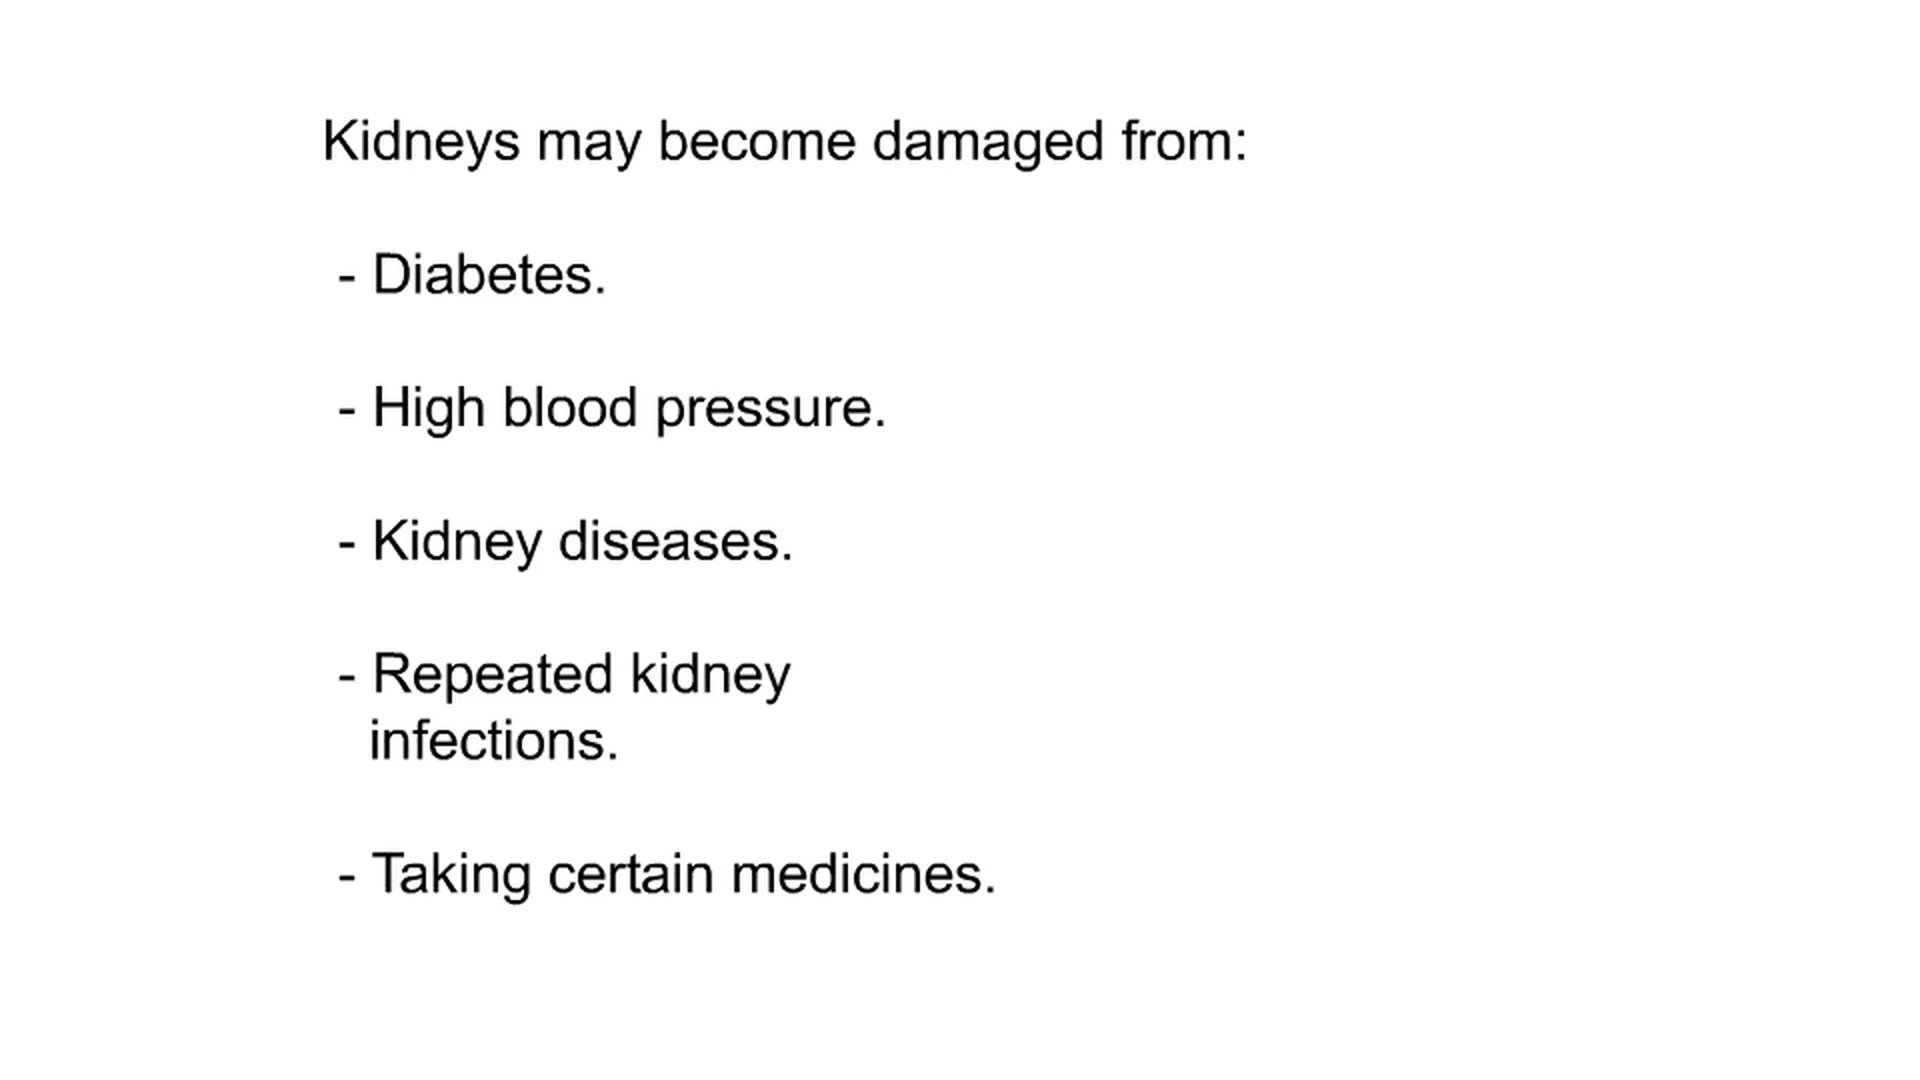 Kidneys may become damaged from:
- Diabetes.
- High blood pressure.
- Kidney diseases.
- Repeated kidney
infections.
- Taking certain medicines.